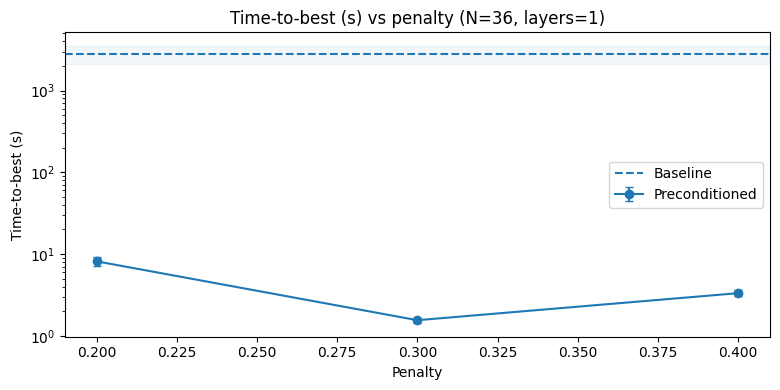 Time-to-best (s) vs penalty (N=36, layers=1)
Time-to-best (s)
10³
10²
10¹
10⁰
Baseline
Preconditioned
0.200 0.225 0.250 0.275 0.300 0.325 0.350 0.375 0.400
Penalty